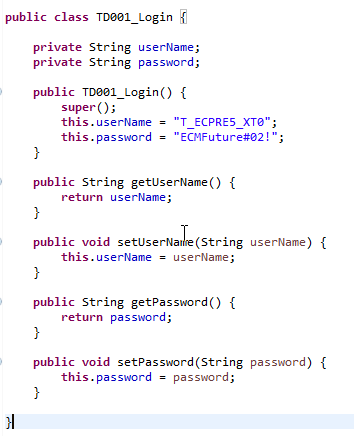 public class TD001_Login {
private String userName;
private String password;
public TD001_Login() {
super();
this.userName = "T_ECPRE5_XT0";
this.password = "ECMFuture#02!";
}
public String getUserName() {
return userName;
}
public void setUserName(String userName) {
this.userName = userName;
}
public String getPassword() {
return password;
}
public void setPassword(String password) {
this.password = password;
}
}